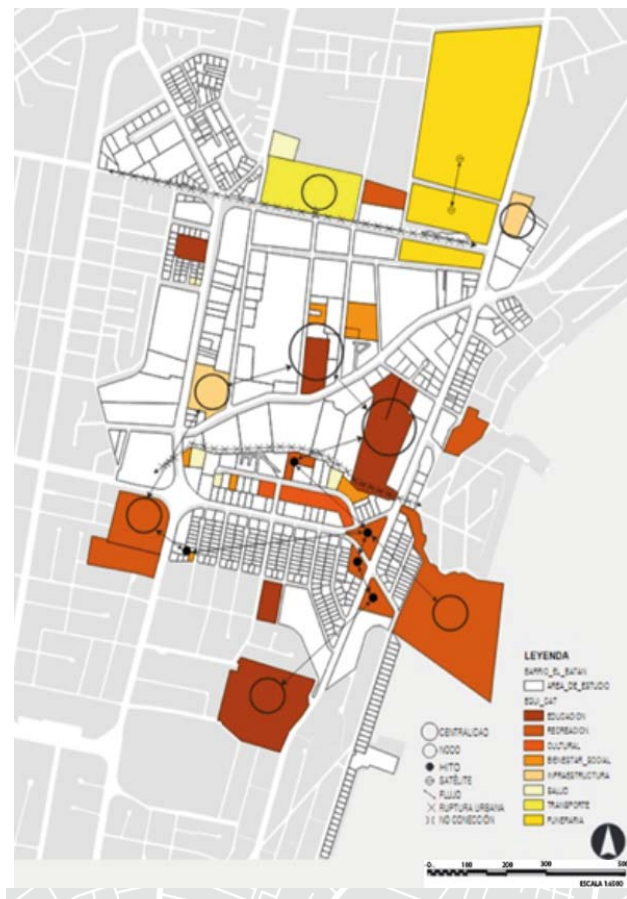 LEYENDA
BARRIO_EL_BATAN
AREA_DE_ESTUDIO
EQUI_CAT
EDUCACION
RECREACION
CULTURAL
BIENESTAR_SOCIAL
INFRAESTRUCTURA
SALUD
TRANSPORTE
FUNERARIA
CENTRALIDAD
NODO
HITO
SATÉLITE
FLUJO
RUPTURA URBANA
NO CONECCIÓN
0 100 200 300 500
ESCALA 1:6000